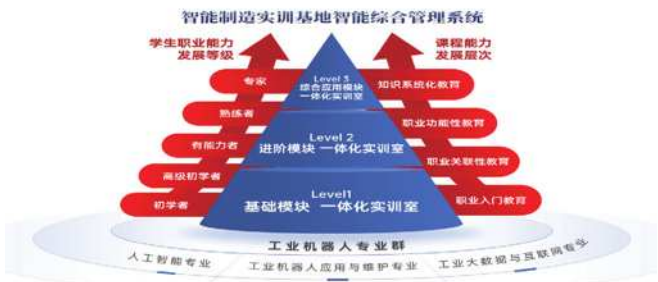 智能制造实训基地智能综合管理系统
学生职业能力
发展等级
课程能力
发展层次
专家
熟练者
有能力者
高级初学者
初学者
Level 3
综合应用模块
一体化实训室
Level 2
进阶模块 一体化实训室
Level1
基础模块 一体化实训室
知识系统化教育
职业功能性教育
职业关联性教育
职业入门教育
工业机器人专业群
人工智能专业
工业机器人应用与维护专业
工业大数据与互联网专业